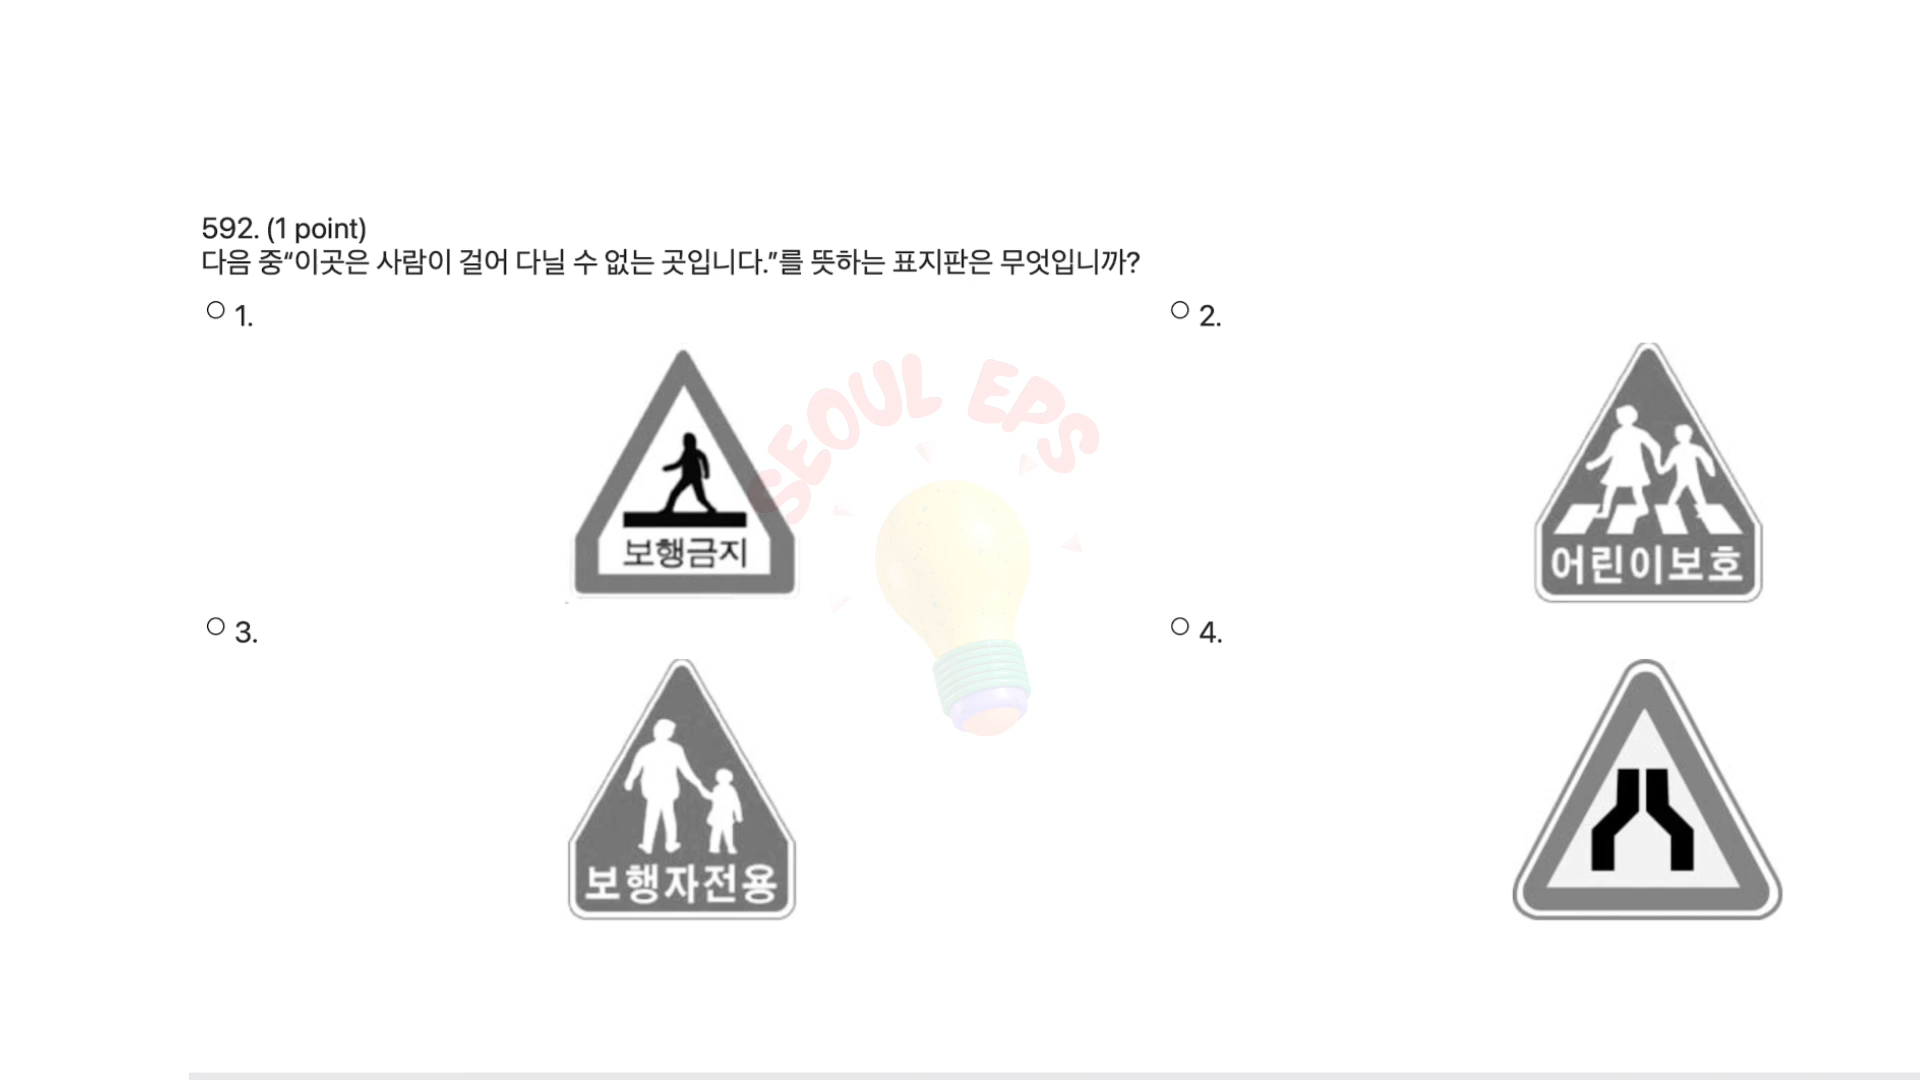 592. (1 point)
다음 중“이곳은 사람이 걸어 다닐 수 없는 곳입니다.”를 뜻하는 표지판은 무엇입니까?
1.
2.
보행금지
어린이보호
SEOUL EPS
3.
4.
보행자전용